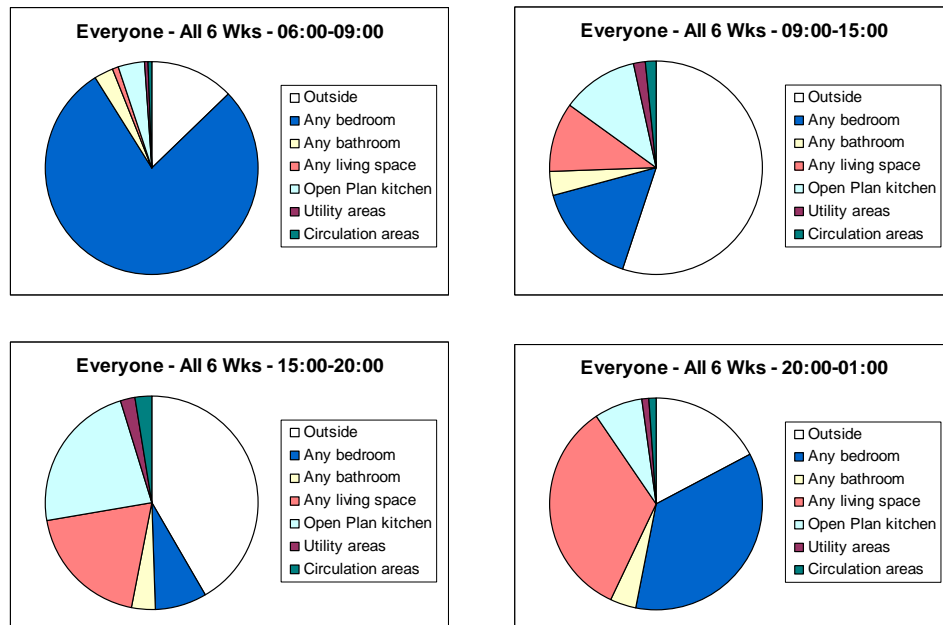 Everyone - All 6 Wks - 06:00-09:00
Outside
Any bedroom
Any bathroom
Any living space
Open Plan kitchen
Utility areas
Circulation areas
Everyone - All 6 Wks - 09:00-15:00
Outside
Any bedroom
Any bathroom
Any living space
Open Plan kitchen
Utility areas
Circulation areas
Everyone - All 6 Wks - 15:00-20:00
Outside
Any bedroom
Any bathroom
Any living space
Open Plan kitchen
Utility areas
Circulation areas
Everyone - All 6 Wks - 20:00-01:00
Outside
Any bedroom
Any bathroom
Any living space
Open Plan kitchen
Utility areas
Circulation areas